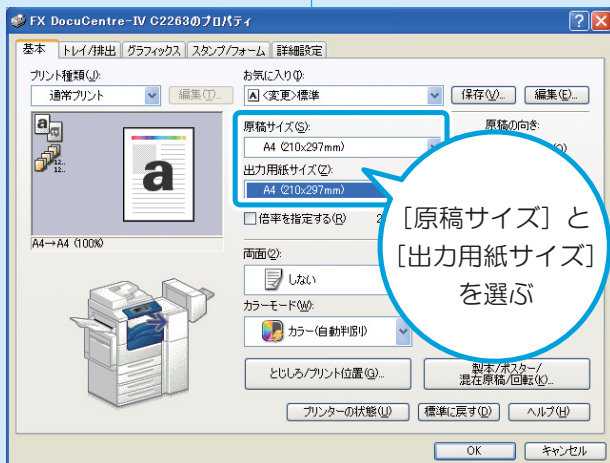 FX DocuCentre-IV C2263のプロパティ
基本 トレイ/排出 グラフィックス スタンプ/フォーム 詳細設定
プリント種類(J):
通常プリント
編集(T)...
お気に入り(I):
A <変更>標準
保存(V)...
編集(E)...
原稿サイズ(S):
A4 (210x297mm)
出力用紙サイズ(Z):
A4 (210x297mm)
原稿の向き:
倍率を指定する(R)
A4→A4 (100%)
両面(2):
しない
カラーモード(W):
カラー(自動判別)
[原稿サイズ]と
[出力用紙サイズ]
を選ぶ
とじしろ/プリント位置(G)...
製本/ポスター/
混在原稿/回転(K)...
プリンターの状態(U)
標準に戻す(D)
ヘルプ(H)
OK
キャンセル